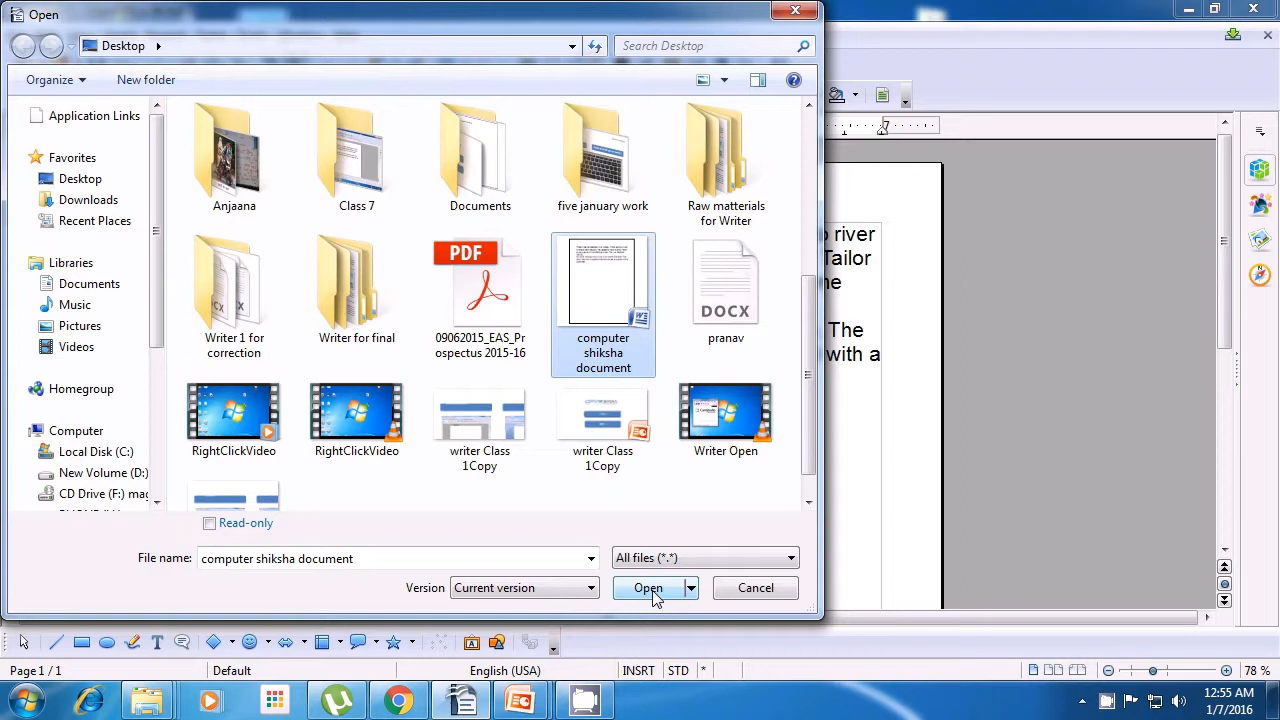 Open
Desktop
Search Desktop
Organize
New folder
Application Links
Favorites
Desktop
Downloads
Recent Places
Libraries
Documents
Music
Pictures
Videos
Homegroup
Computer
Local Disk (C:)
New Volume (D:)
CD Drive (F:) mag
Anjaana
Class 7
Documents
five january work
Raw matterials
for Writer
Writer 1 for
correction
Writer for final
PDF
09062015_EAS_Pr
ospectus 2015-16
computer
shiksha
document
DOCX
pranav
RightClickVideo
RightClickVideo
writer Class
1Copy
writer Class
1Copy
Writer Open
Read-only
File name:
computer shiksha document
All files (*.*)
Version
Current version
Open
Cancel
7
river
Tailor
The
with a
Page 1 / 1
Default
English (USA)
INSRT
STD
*
78 %
12:55 AM
1/7/2016